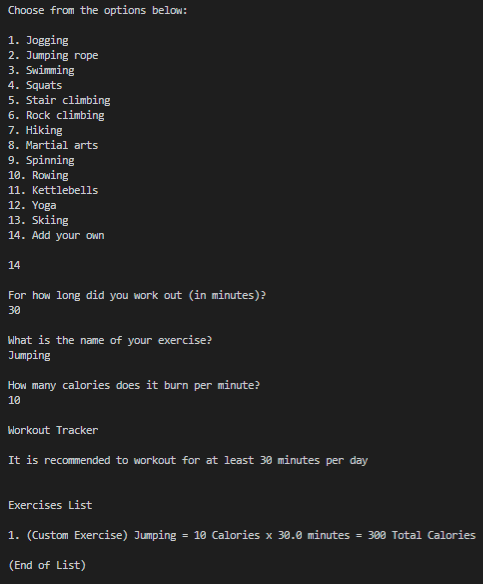 Choose from the options below:
1. Jogging
2. Jumping rope
3. Swimming
4. Squats
5. Stair climbing
6. Rock climbing
7. Hiking
8. Martial arts
9. Spinning
10. Rowing
11. Kettlebells
12. Yoga
13. Skiing
14. Add your own
14
For how long did you work out (in minutes)?
30
What is the name of your exercise?
Jumping
How many calories does it burn per minute?
10
Workout Tracker
It is recommended to workout for at least 30 minutes per day
Exercises List
1. (Custom Exercise) Jumping = 10 Calories x 30.0 minutes = 300 Total Calories
(End of List)